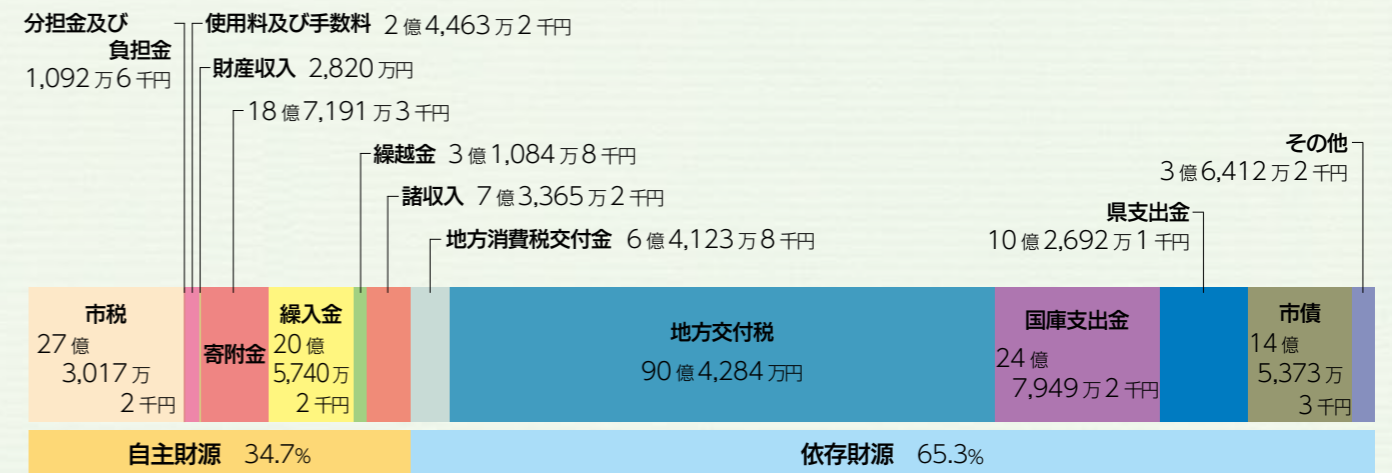 分担金及び
負担金
1,092万6千円
使用料及び手数料 2億4,463万2千円
財産収入 2,820万円
18億7,191万3千円
繰越金 3億1,084万8千円
諸収入 7億3,365万2千円
地方消費税交付金 6億4,123万8千円
その他
3億6,412万2千円
県支出金
10億2,692万1千円
市税
27億
3,017万
2千円
寄附金
繰入金
20億
5,740万
2千円
地方交付税
90億4,284万円
国庫支出金
24億
7,949万2千円
市債
14億
5,373万
3千円
自主財源 34.7%
依存財源 65.3%